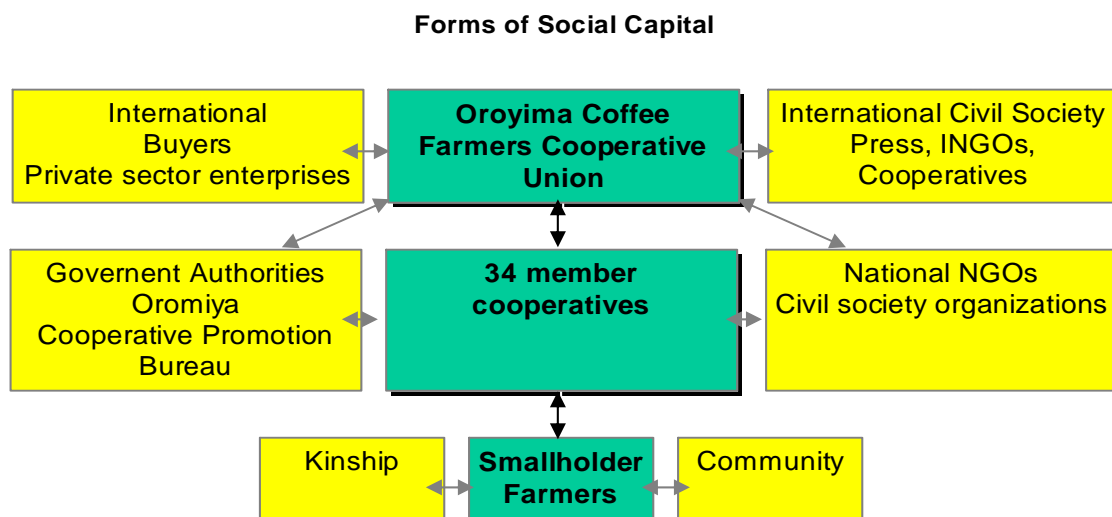 Forms of Social Capital
International
Buyers
Private sector enterprises
Oroyima Coffee
Farmers Cooperative
Union
International Civil Society
Press, INGOs,
Cooperatives
Governent Authorities
Oromiya
Cooperative Promotion
Bureau
34 member
cooperatives
National NGOs
Civil society organizations
Kinship
Smallholder
Farmers
Community